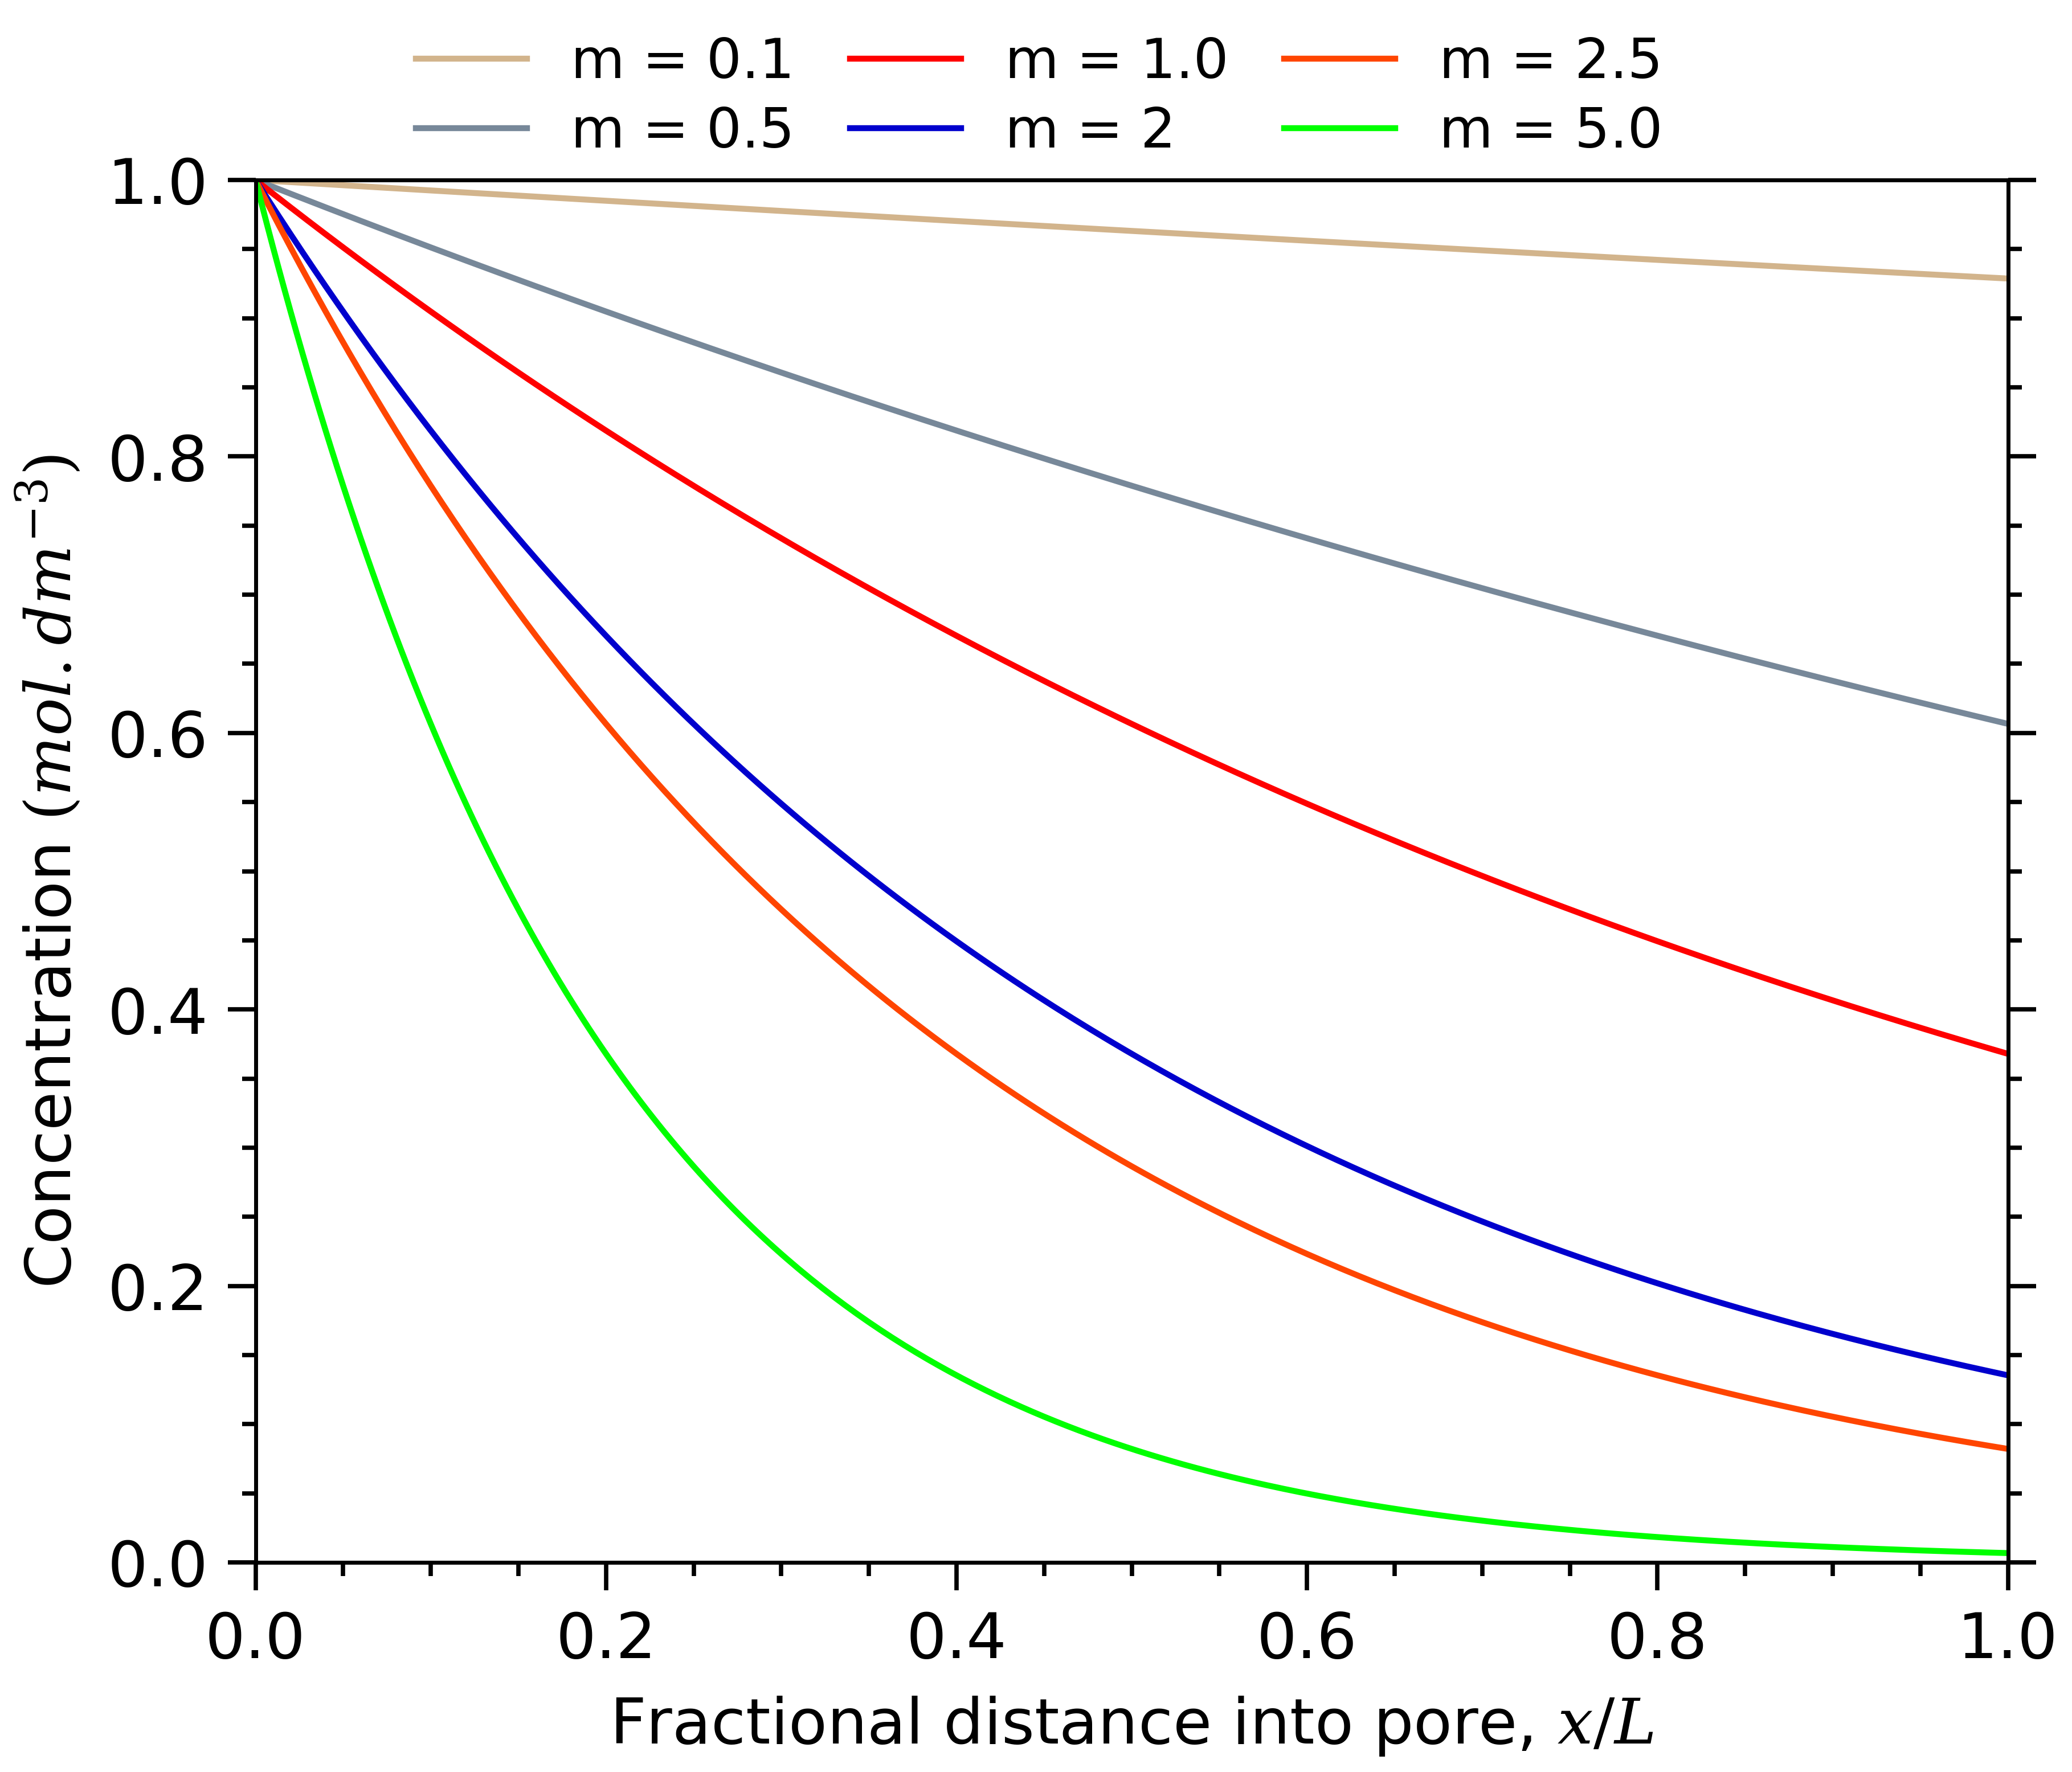 m = 0.1 m = 1.0 m = 2.5
m = 0.5 m = 2 m = 5.0
1.0
0.8
0.6
0.4
0.2
0.0
Concentration (mol.dm⁻³)
0.0 0.2 0.4 0.6 0.8 1.0
Fractional distance into pore, x/L